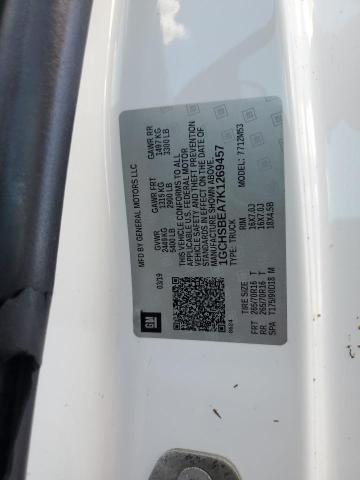 MFD BY GENERAL MOTORS LLC
03/19
GVWR
2449 KG
5400 LB
GAWR FRT
1315 KG
2900 LB
GAWR RR
1497 KG
3300 LB
THIS VEHICLE CONFORMS TO ALL
APPLICABLE U.S. FEDERAL MOTOR
VEHICLE SAFETY, BUMPER, AND THEFT PREVENTION
STANDARDS IN EFFECT ON THE DATE OF
MANUFACTURE SHOWN ABOVE.
1GCHSBEA7K1269457
TYPE: TRUCK
7712M53
GM
TIRE SIZE
RIM
FRT 265/70R16 T 16X7.0J
RR 265/70R16 T 16X7.0J
SPA T175/90D18 M 18X4.5B